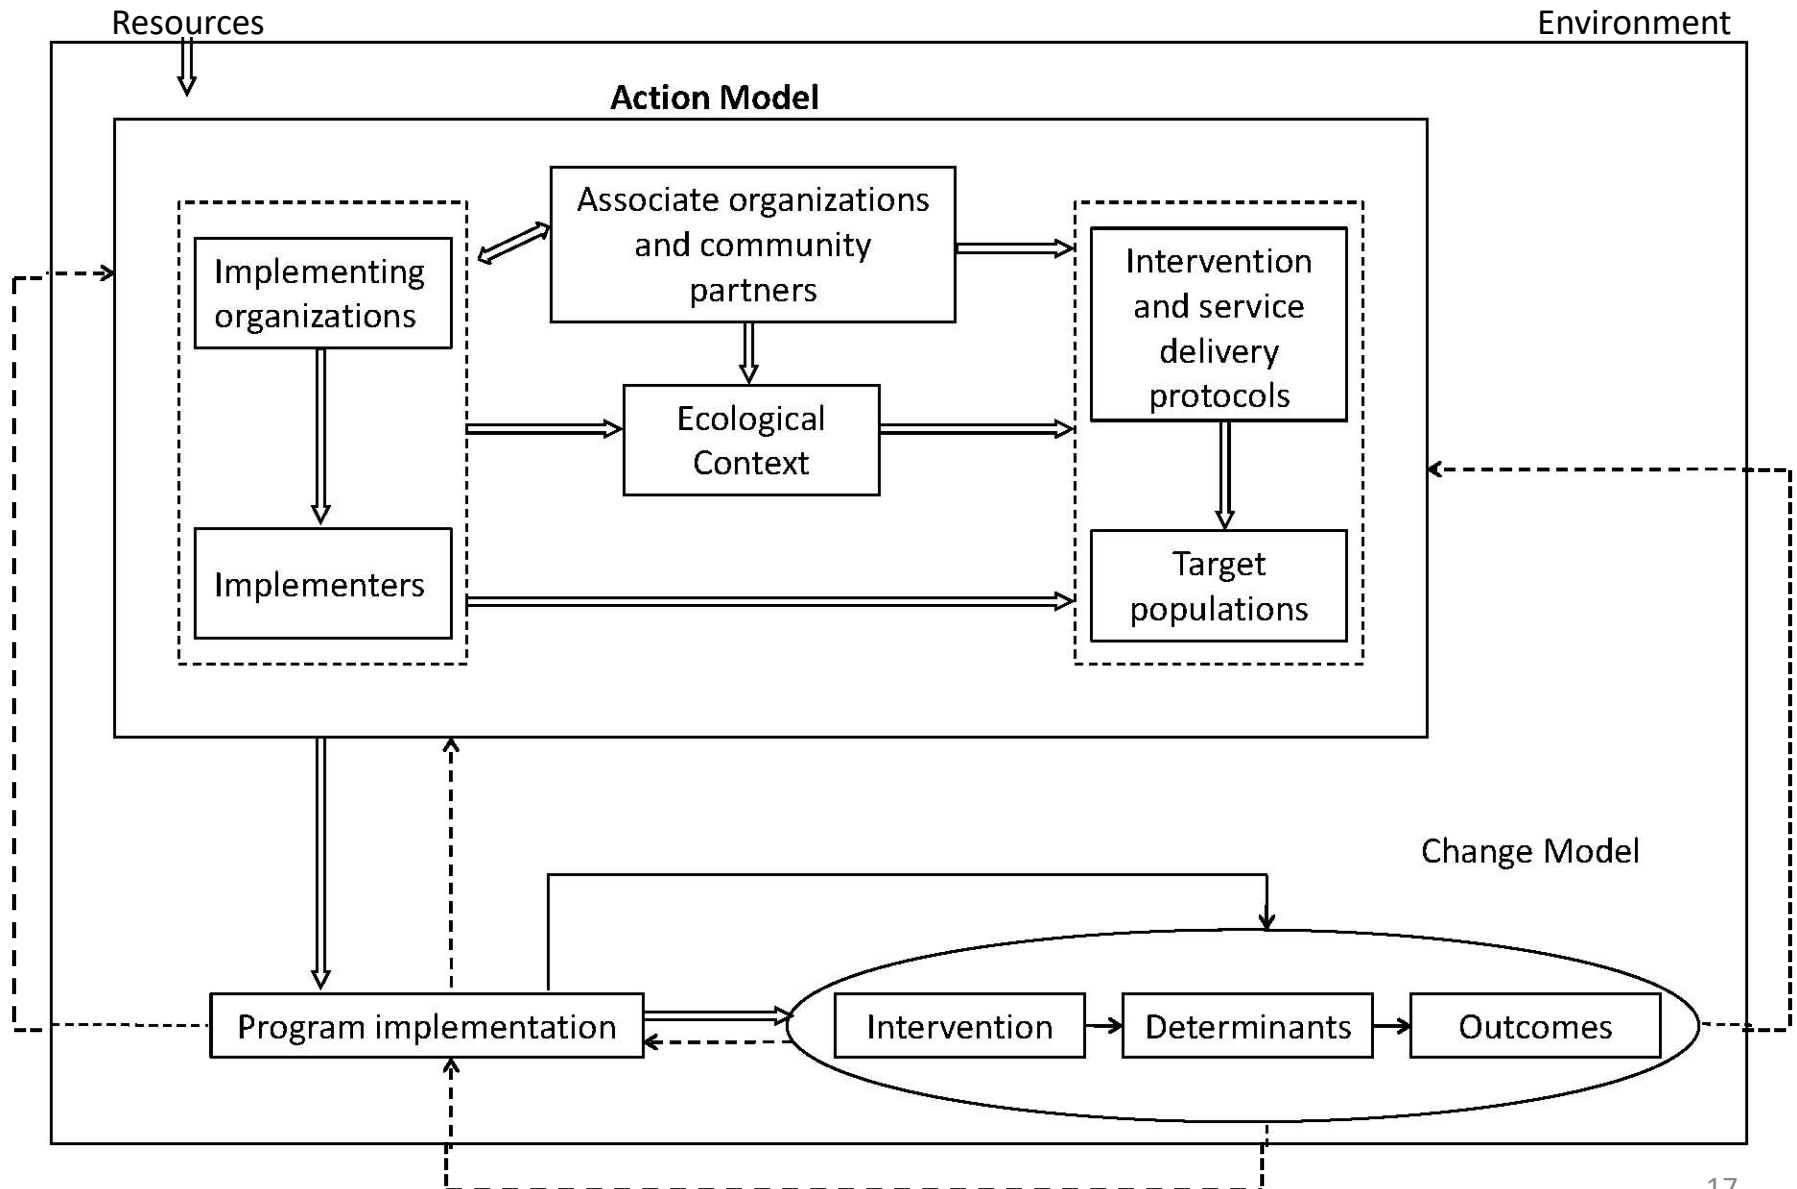 Resources
Environment
Action Model
Associate organizations
and community
partners
Implementing
organizations
Intervention
and service
delivery
protocols
Ecological
Context
Implementers
Target
populations
Change Model
Program implementation
Intervention
Determinants
Outcomes
17